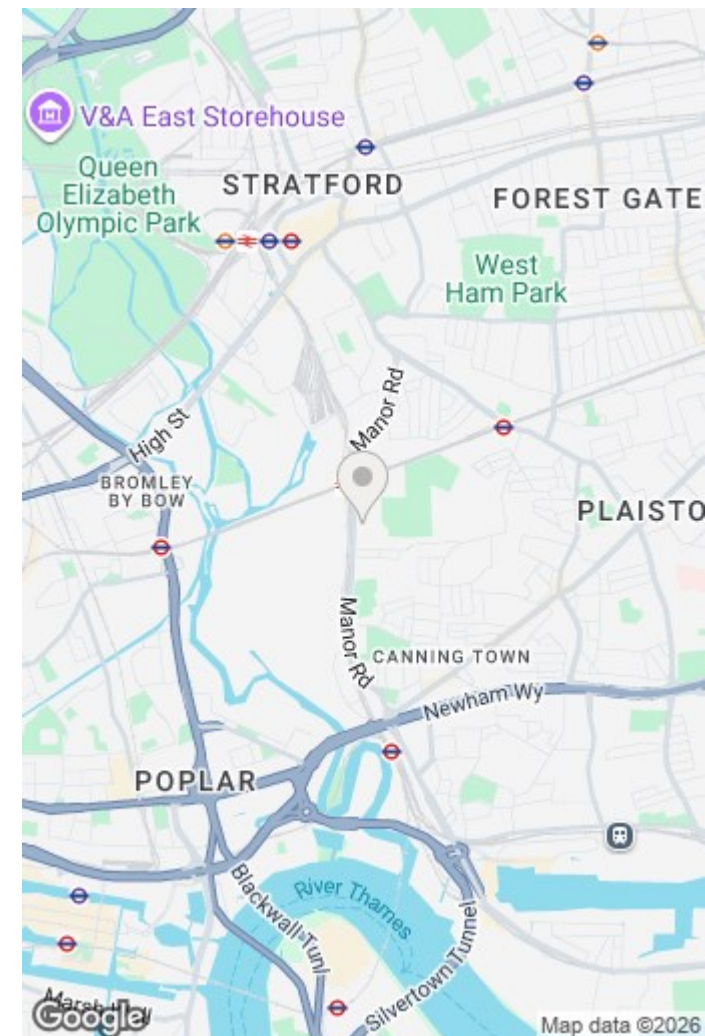 V&A East Storehouse
Queen
Elizabeth
Olympic Park
STRATFORD
FOREST GATE
West
Ham Park
Manor Rd
High St
BROMLEY
BY BOW
PLAISTO
Manor Rd
CANNING TOWN
Newham Wy
POPLAR
River Thames
Blackwall Tunl
Silvertown Tunnel
Google
Map data ©2026